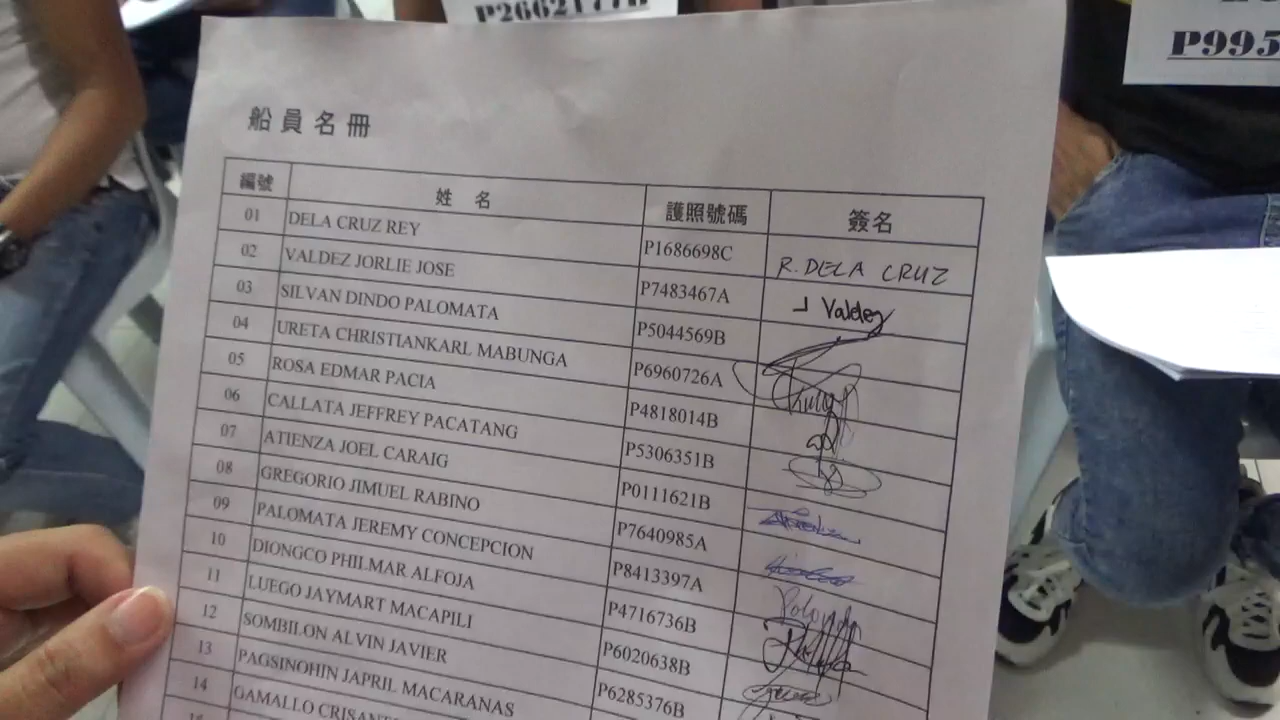 P995
船員名冊
編號 姓 名 護照號碼 簽名
01 DELA CRUZ REY P1686698C R. DELA CRUZ
02 VALDEZ JORLIE JOSE P7483467A J Valdez
03 SILVAN DINDO PALOMATA P5044569B
04 URETA CHRISTIANKARL MABUNGA P6960726A
05 ROSA EDMAR PACIA P4818014B
06 CALLATA JEFFREY PACATANG P5306351B
07 ATIENZA JOEL CARAIG P0111621B
08 GREGORIO JIMUEL RABINO P7640985A
09 PALOMATA JEREMY CONCEPCION P8413397A
10 DIONGCO PHILMAR ALFOJA P4716736B
11 LUEGO JAYMART MACAPILI P6020638B
12 SOMBILON ALVIN JAVIER P6285376B
13 PAGSINOHIN JAPRIL MACARANAS
14 GAMALLO